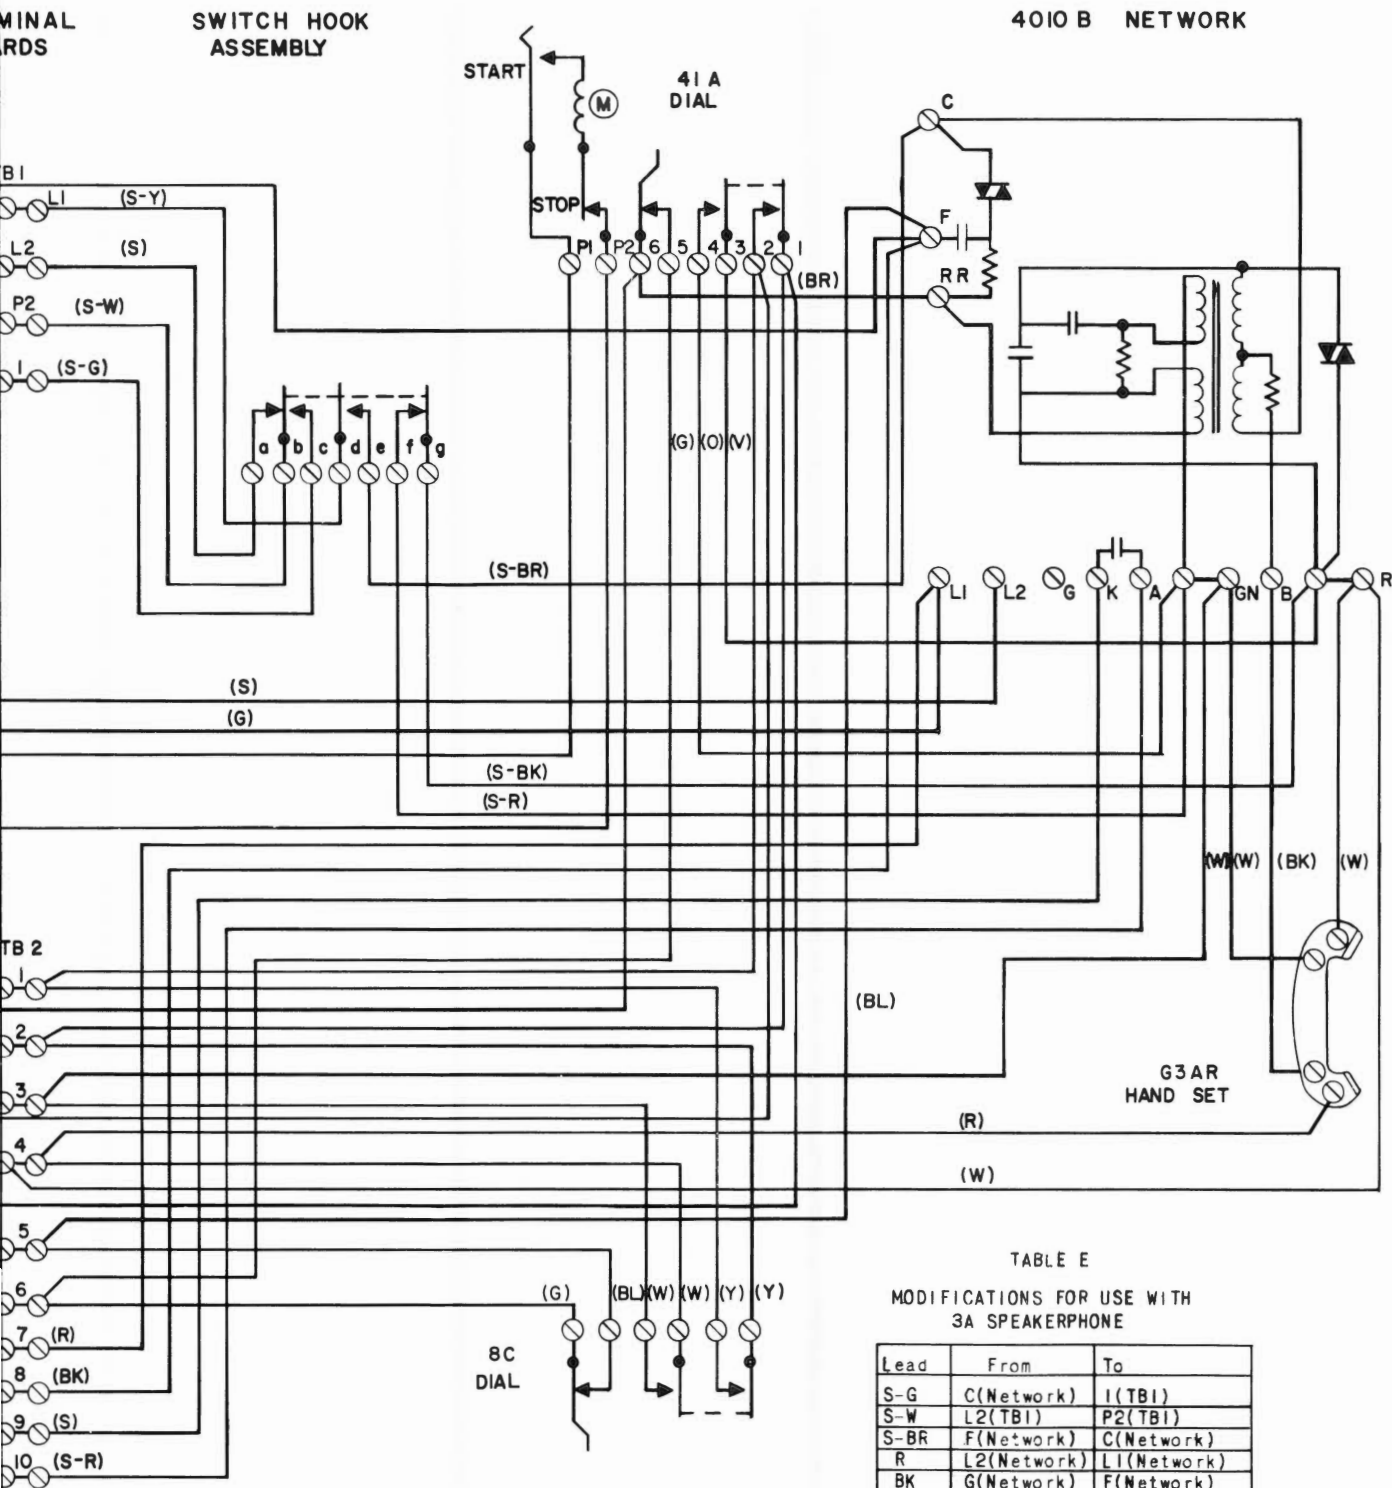 MINAL
RDS
SWITCH HOOK
ASSEMBLY
4010 B NETWORK
START
M
41A
DIAL
C
B1
L1
(S-Y)
STOP
F
L2
(S)
P1
P2
6
5
4
3
2
1
(BR)
RR
P2
(S-W)
1
(S-G)
a
b
c
d
e
f
g
(G)
(O)
(V)
(S-BR)
L1
L2
G
K
A
GN
B
R
(S)
(G)
(S-BK)
(S-R)
(W)
(W)
(BK)
(W)
TB 2
1
(BL)
2
3
G3AR
HAND SET
(R)
4
(W)
5
6
(G)
(BL)
(W)
(W)
(Y)
(Y)
7
(R)
8
(BK)
9
(S)
10
(S-R)
8C
DIAL
TABLE E
MODIFICATIONS FOR USE WITH
3A SPEAKERPHONE
Lead From To
S-G C(Network) 1(TB1)
S-W L2(TB1) P2(TB1)
S-BR F(Network) C(Network)
R L2(Network) L1(Network)
BK G(Network) F(Network)